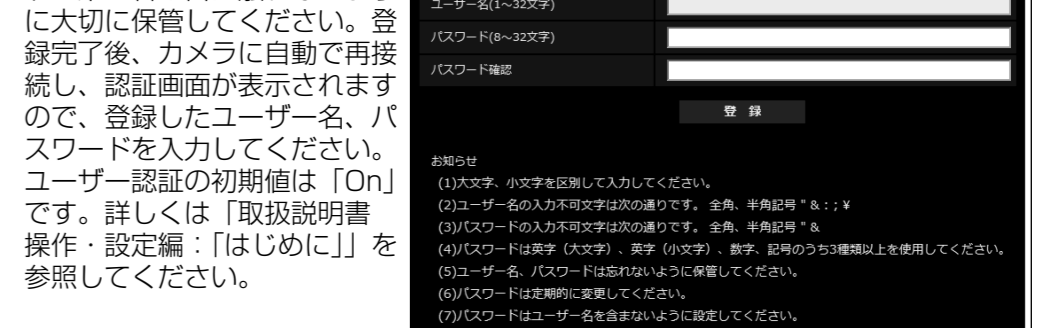 に大切に保管してください。登
録完了後、カメラに自動で再接
続し、認証画面が表示されます
ので、登録したユーザー名、パ
スワードを入力してください。
ユーザー認証の初期値は「On」
です。詳しくは「取扱説明書
操作・設定編：「はじめに」」を
参照してください。
ユーザー名(1～32文字)
パスワード(8～32文字)
パスワード確認
登 録
お知らせ
(1)大文字、小文字を区別して入力してください。
(2)ユーザー名の入力不可文字は次の通りです。 全角、半角記号 " & : ; ¥
(3)パスワードの入力不可文字は次の通りです。 全角、半角記号 " &
(4)パスワードは英字（大文字）、英字（小文字）、数字、記号のうち3種類以上を使用してください。
(5)ユーザー名、パスワードは忘れないように保管してください。
(6)パスワードは定期的に変更してください。
(7)パスワードはユーザー名を含まないように設定してください。